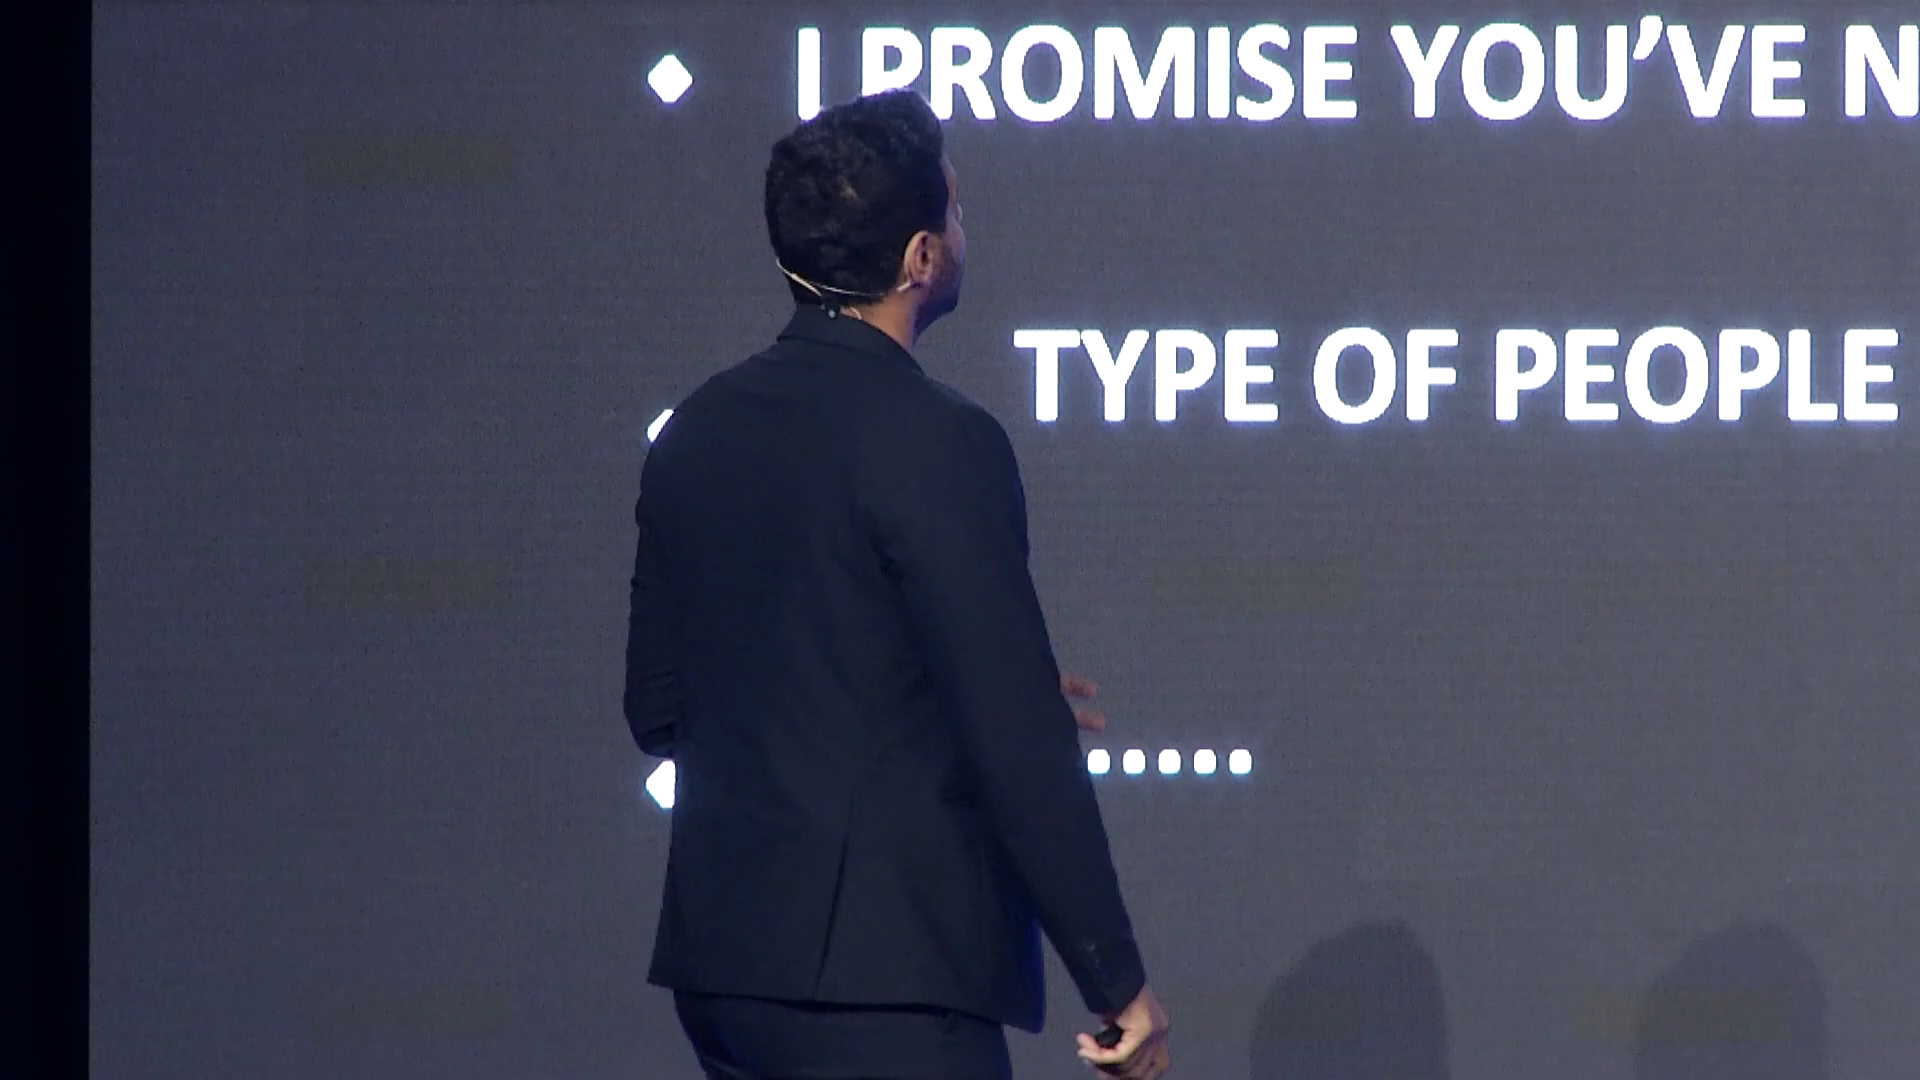 I PROMISE YOU'VE N
TYPE OF PEOPLE
.....